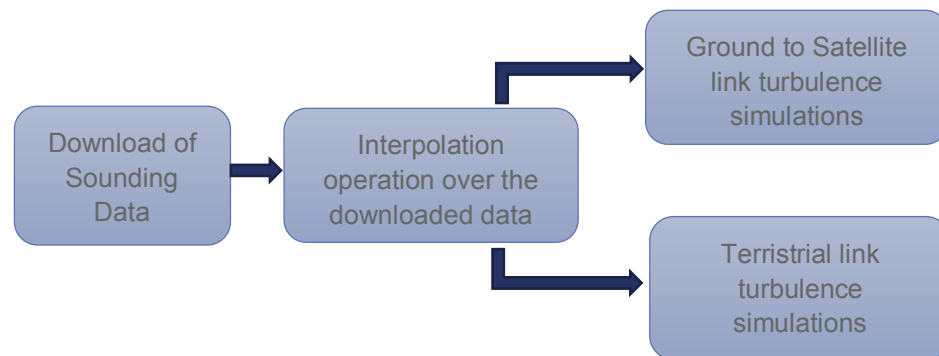 Download of
Sounding
Data
Interpolation
operation over the
downloaded data
Ground to Satellite
link turbulence
simulations
Terristrial link
turbulence
simulations